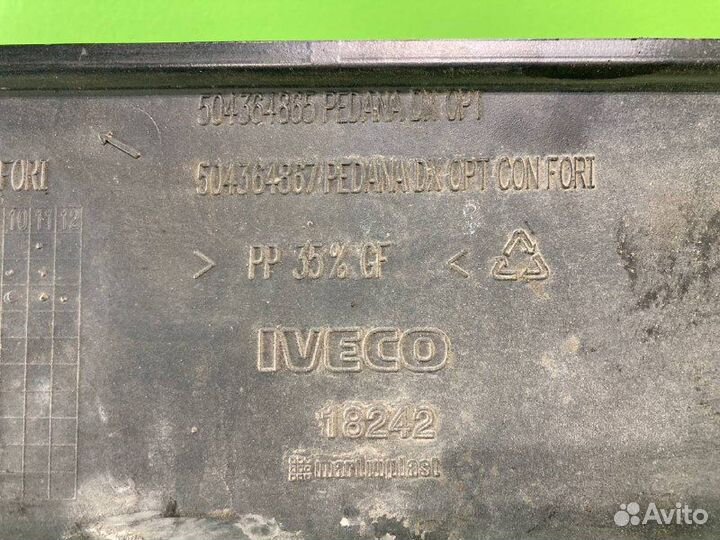 504364865 PEDANA DX OPT
504364867 PEDANA DX OPT CON FORI
FORI
10 11 12
> PP 35% GF <
IVECO
18242
martinplast
Avito